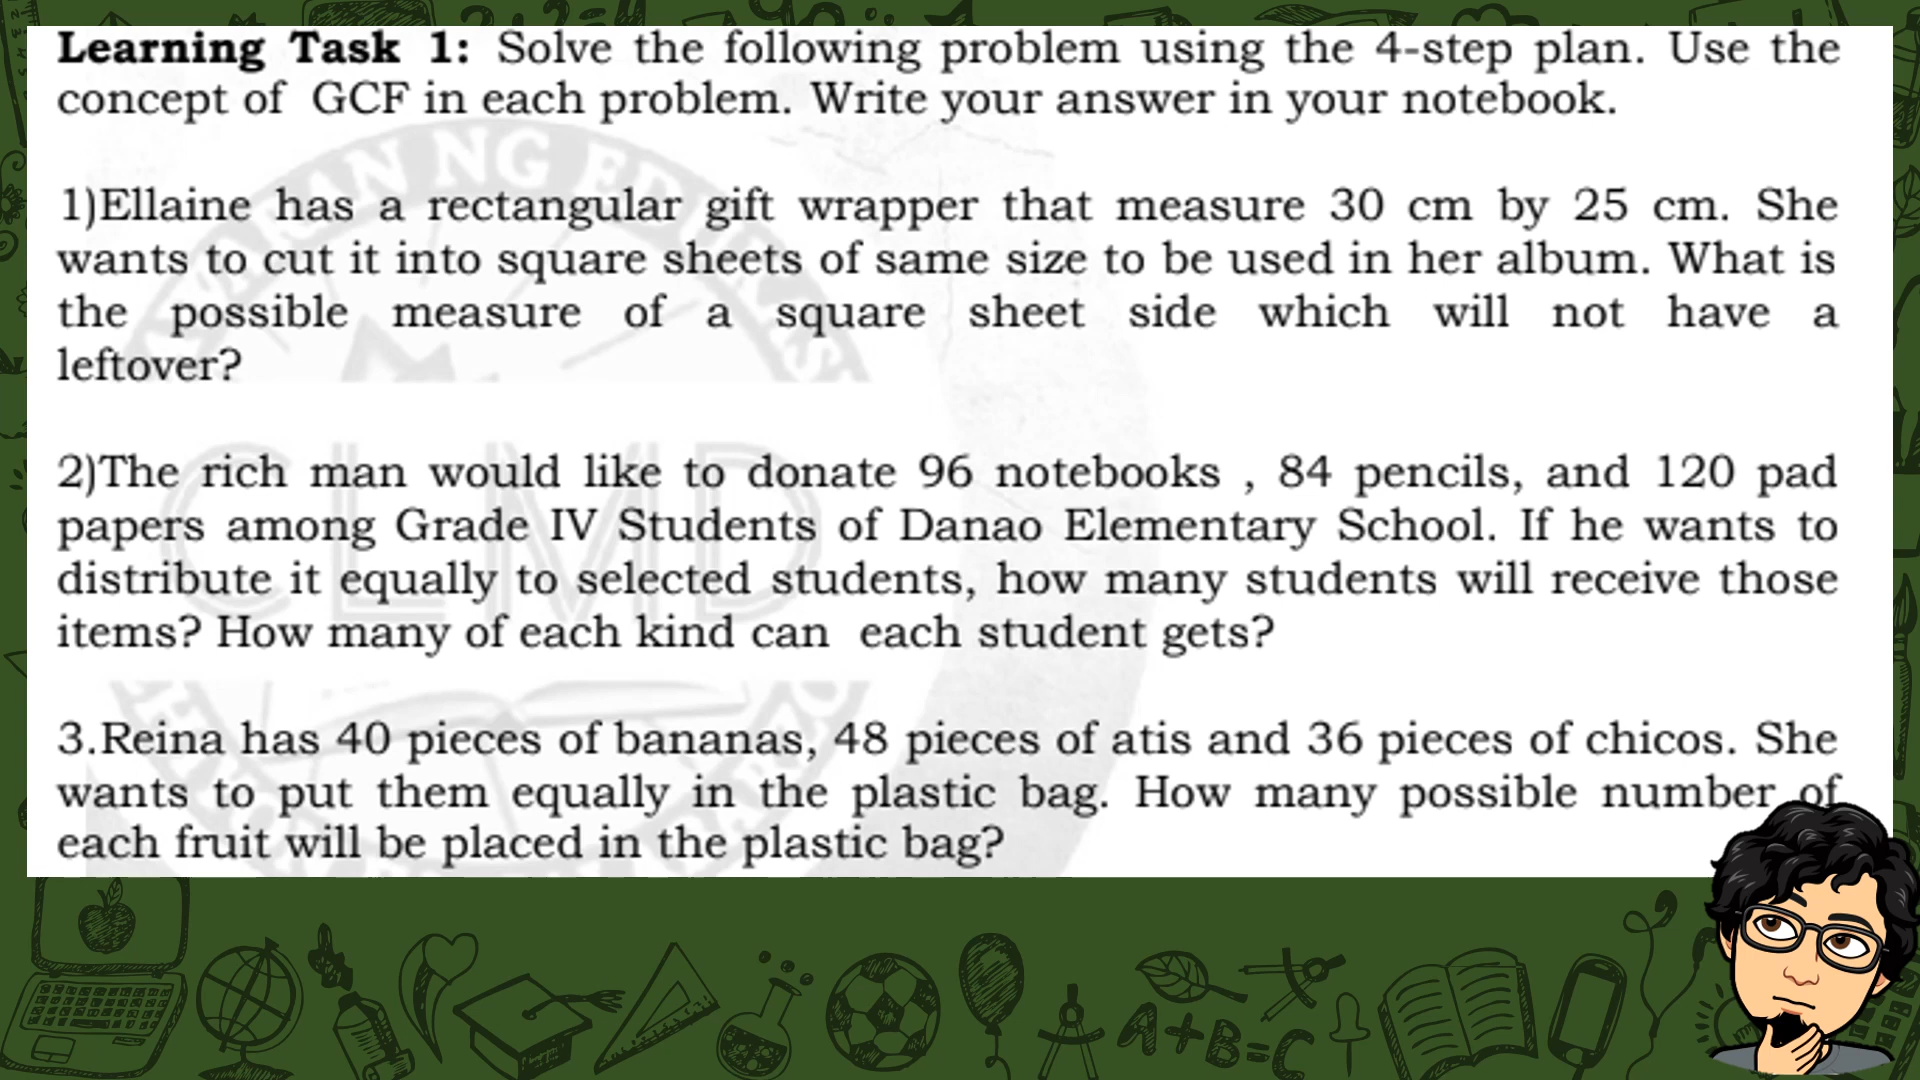 Learning Task 1: Solve the following problem using the 4-step plan. Use the
concept of GCF in each problem. Write your answer in your notebook.
1)Ellaine has a rectangular gift wrapper that measure 30 cm by 25 cm. She
wants to cut it into square sheets of same size to be used in her album. What is
the possible measure of a square sheet side which will not have a
leftover?
2)The rich man would like to donate 96 notebooks , 84 pencils, and 120 pad
papers among Grade IV Students of Danao Elementary School. If he wants to
distribute it equally to selected students, how many students will receive those
items? How many of each kind can each student gets?
3.Reina has 40 pieces of bananas, 48 pieces of atis and 36 pieces of chicos. She
wants to put them equally in the plastic bag. How many possible number of
each fruit will be placed in the plastic bag?
CLMD
A+B=C